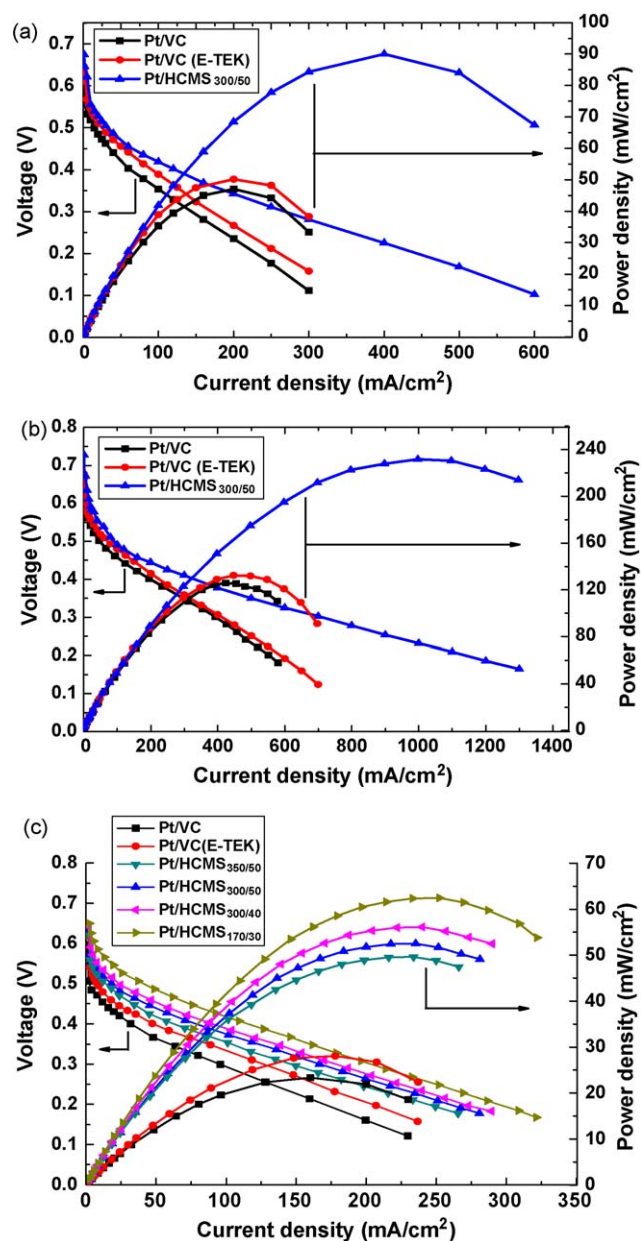 (a)
Pt/VC
Pt/VC (E-TEK)
Pt/HCMS300/50
Voltage (V)
0.7
0.6
0.5
0.4
0.3
0.2
0.1
0.0
100
90
80
70
60
50
40
30
20
10
0
Power density (mW/cm2)
0 100 200 300 400 500 600
Current density (mA/cm2)
(b)
Pt/VC
Pt/VC (E-TEK)
Pt/HCMS300/50
Voltage (V)
0.8
0.7
0.6
0.5
0.4
0.3
0.2
0.1
0.0
240
200
160
120
80
40
0
Power density (mW/cm2)
0 200 400 600 800 1000 1200 1400
Current density (mA/cm2)
(c)
Pt/VC
Pt/VC(E-TEK)
Pt/HCMS350/50
Pt/HCMS300/50
Pt/HCMS300/40
Pt/HCMS170/30
Voltage (V)
0.8
0.7
0.6
0.5
0.4
0.3
0.2
0.1
0.0
70
60
50
40
30
20
10
0
Power density (mW/cm2)
0 50 100 150 200 250 300 350
Current density (mA/cm2)